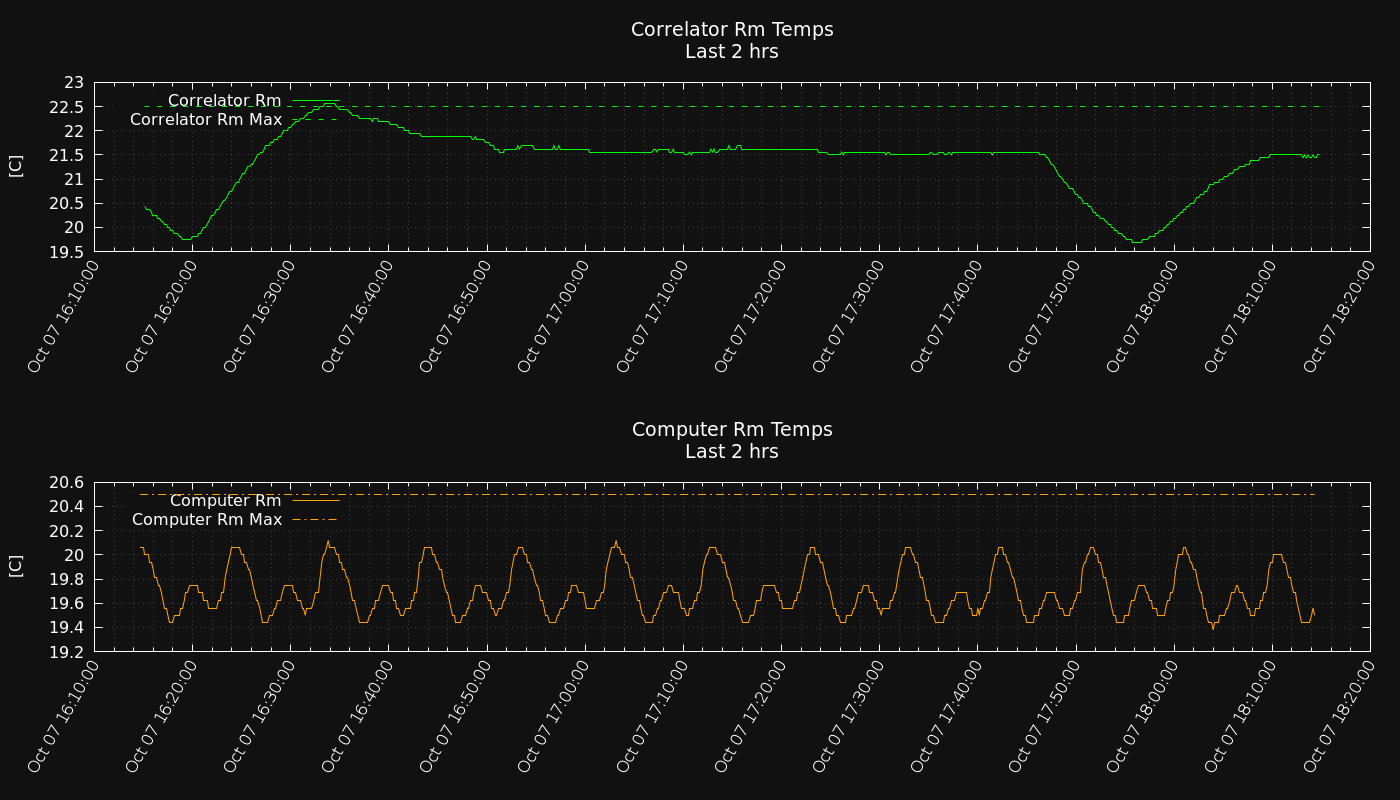 Correlator Rm Temps
Last 2 hrs
23
22.5
22
21.5
21
20.5
20
19.5
[C]
Correlator Rm
Correlator Rm Max
Oct 07 16:10:00
Oct 07 16:20:00
Oct 07 16:30:00
Oct 07 16:40:00
Oct 07 16:50:00
Oct 07 17:00:00
Oct 07 17:10:00
Oct 07 17:20:00
Oct 07 17:30:00
Oct 07 17:40:00
Oct 07 17:50:00
Oct 07 18:00:00
Oct 07 18:10:00
Oct 07 18:20:00
Computer Rm Temps
Last 2 hrs
20.6
20.4
20.2
20
19.8
19.6
19.4
19.2
[C]
Computer Rm
Computer Rm Max
Oct 07 16:10:00
Oct 07 16:20:00
Oct 07 16:30:00
Oct 07 16:40:00
Oct 07 16:50:00
Oct 07 17:00:00
Oct 07 17:10:00
Oct 07 17:20:00
Oct 07 17:30:00
Oct 07 17:40:00
Oct 07 17:50:00
Oct 07 18:00:00
Oct 07 18:10:00
Oct 07 18:20:00